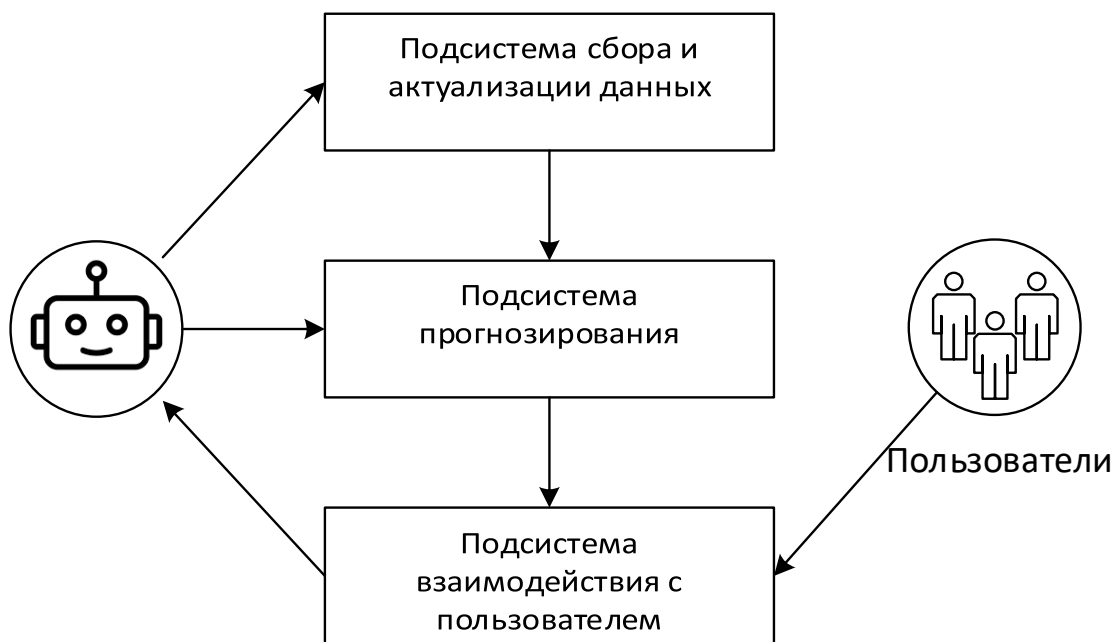 Подсистема сбора и
актуализации данных
Подсистема
прогнозирования
Пользователи
Подсистема
взаимодействия с
пользователем